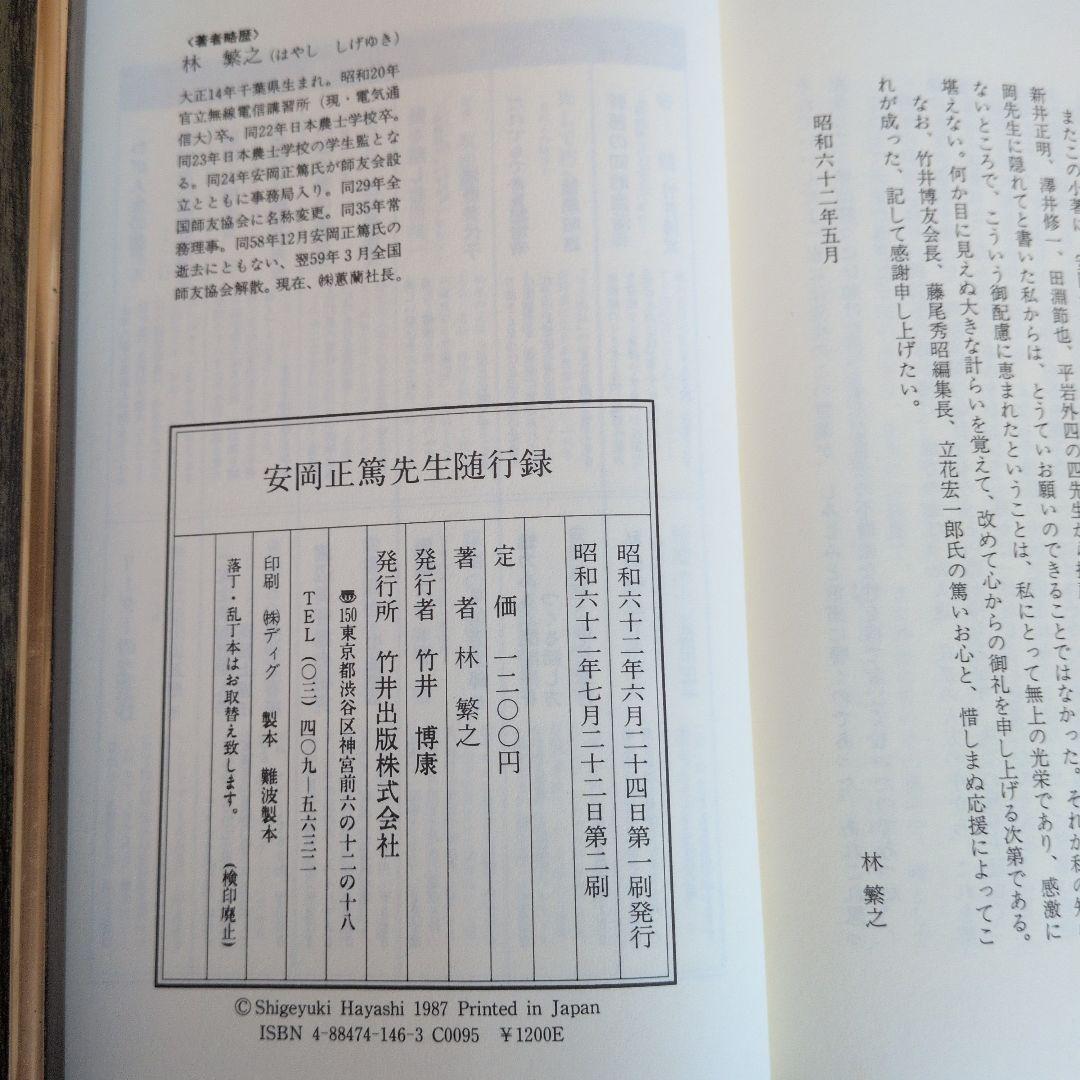 またこの小著に
新井正明、澤井修一、田淵節也、平岩外四の四先生から
岡先生に隠れてと書いた私からは、とうていお願いのできることではなかった。それが私の知
ないところで、こういう御配慮に恵まれたということは、私にとって無上の光栄であり、感激に
堪えない。何か目に見えぬ大きな計らいを覚えて、改めて心からの御礼を申し上げる次第である。
なお、竹井博友会長、藤尾秀昭編集長、立花宏一郎氏の篤いお心と、惜しまぬ応援によってこ
れが成った、記して感謝申し上げたい。
昭和六十二年五月
林 繁之
〈著者略歴〉
林 繁之(はやし しげゆき)
大正14年千葉県生まれ。昭和20年
官立無線電信講習所(現・電気通
信大)卒。同22年日本農士学校卒。
同23年日本農士学校の学生監とな
る。同24年安岡正篤氏が師友会設
立とともに事務局入り。同29年全
国師友協会に名称変更。同35年常
務理事。同58年12月安岡正篤氏の
逝去にともない、翌59年3月全国
師友協会解散。現在、㈱蕙蘭社長。
安岡正篤先生随行録
昭和六十二年六月二十四日第一刷発行
昭和六十二年七月二十二日第二刷
定価 一二〇〇円
著者 林 繁之
発行者 竹井 博康
発行所 竹井出版株式会社
〠150東京都渋谷区神宮前六の十二の十八
TEL(〇三)四〇九―五六三二
印刷 ㈱ディグ 製本 難波製本
落丁・乱丁本はお取替え致します。 (検印廃止)
©Shigeyuki Hayashi 1987 Printed in Japan
ISBN 4-88474-146-3 C0095 ¥1200E